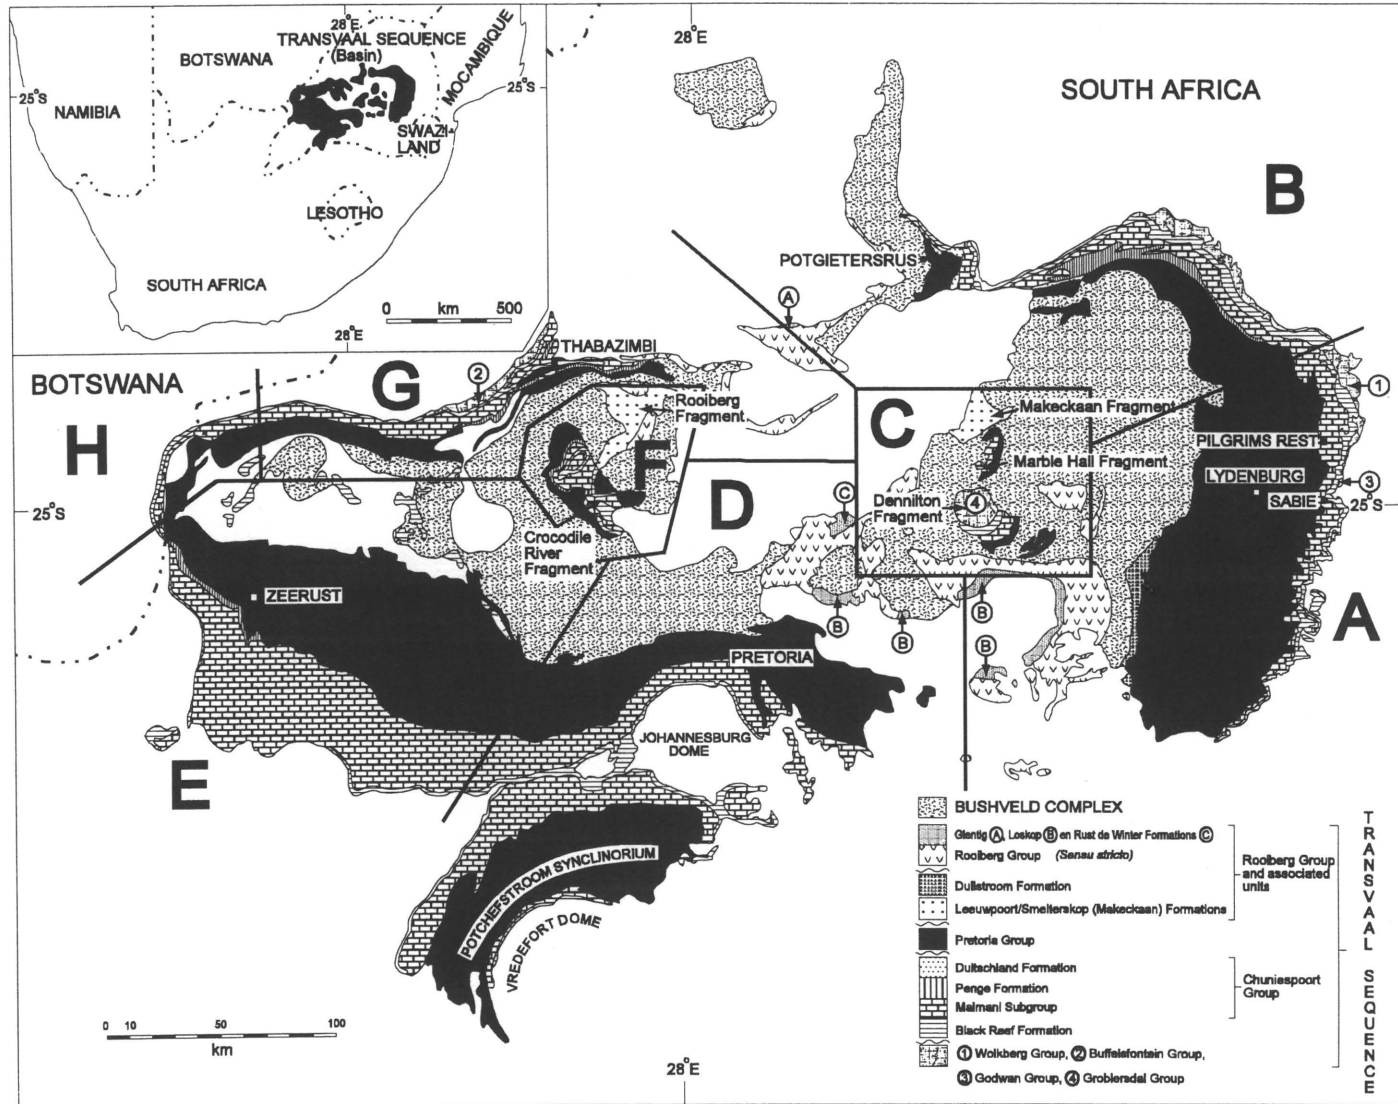 28°E
TRANSVAAL SEQUENCE
(Basin)
BOTSWANA
MOCAMBIQUE
25°S
25°S
NAMIBIA
SWAZI-
LAND
LESOTHO
SOUTH AFRICA
0 km 500
28°E
28°E
SOUTH AFRICA
B
POTGIETERSRUS
A
THABAZIMBI
BOTSWANA
G
2
Rooiberg
Fragment
C
Makeckaan Fragment
1
H
F
Marble Hall Fragment
PILGRIMS REST
LYDENBURG
3
SABIE
25°S
25°S
D
C
Dennilton
Fragment
4
Crocodile
River
Fragment
ZEERUST
B
B
B
B
A
PRETORIA
JOHANNESBURG
DOME
E
POTCHEFSTROOM SYNCLINORIUM
VREDEFORT DOME
0 10 50 100
km
28°E
BUSHVELD COMPLEX
Glentig A, Loskop B en Rust de Winter Formations C
Rooiberg Group (Sensu stricto)
Dullstroom Formation
Leeuwpoort/Smelterskop (Makeckaan) Formations
Rooiberg Group
and associated
units
Pretoria Group
Duitschland Formation
Penge Formation
Malmani Subgroup
Chuniespoort
Group
Black Reef Formation
1 Wolkberg Group, 2 Buffelsfontein Group,
3 Godwan Group, 4 Groblersdal Group
TRANSVAAL SEQUENCE